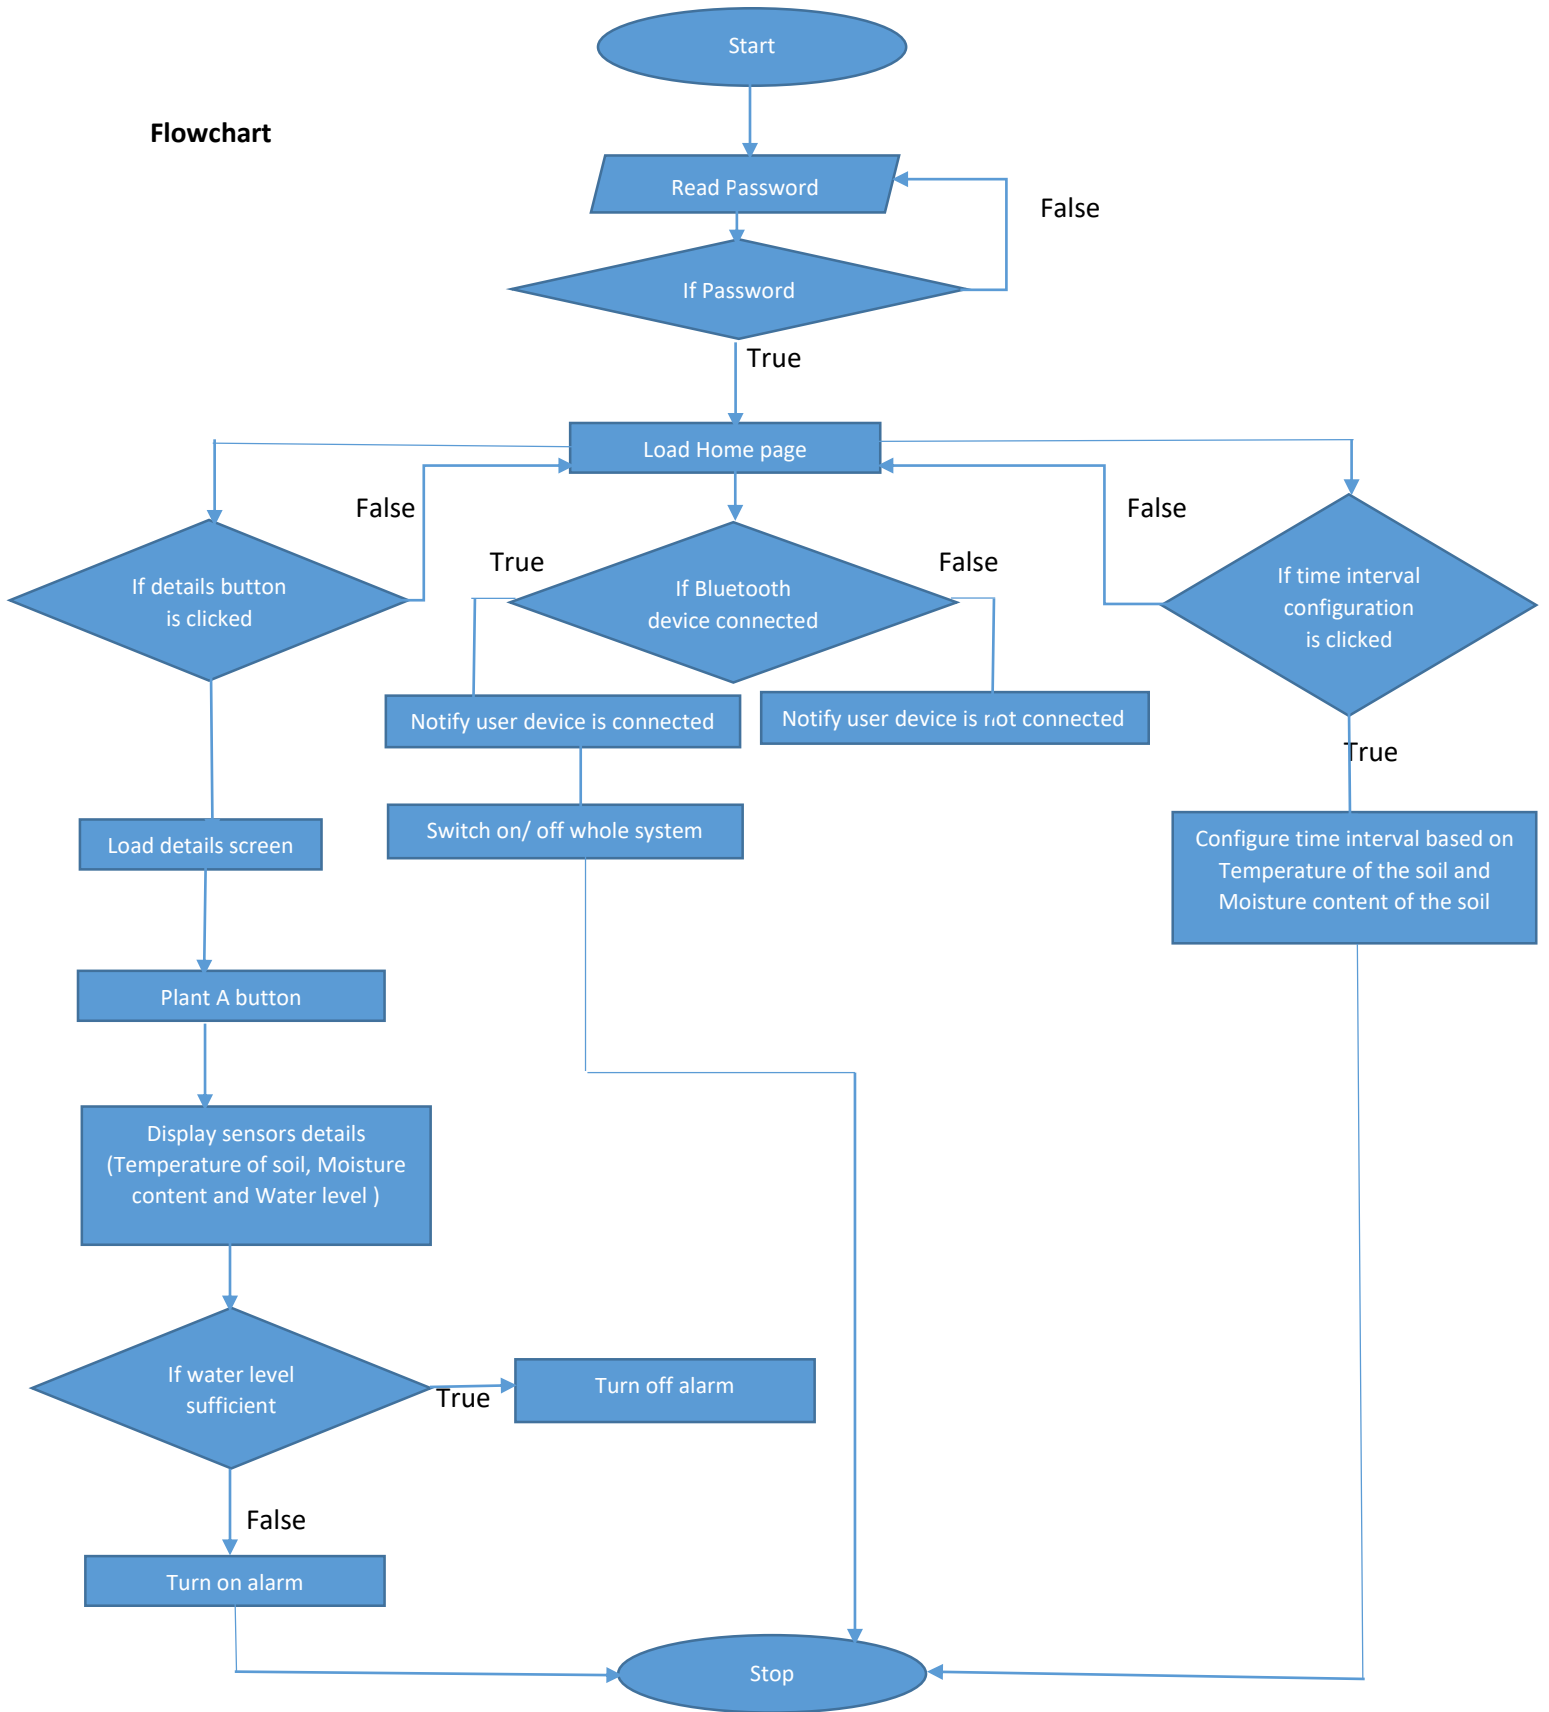 Start
Flowchart
Read Password
False
If Password
True
Load Home page
False
False
True
False
If details button
is clicked
If Bluetooth
device connected
If time interval
configuration
is clicked
Notify user device is connected
Notify user device is not connected
True
Load details screen
Switch on/ off whole system
Configure time interval based on
Temperature of the soil and
Moisture content of the soil
Plant A button
Display sensors details
(Temperature of soil, Moisture
content and Water level )
If water level
sufficient
True
Turn off alarm
False
Turn on alarm
Stop